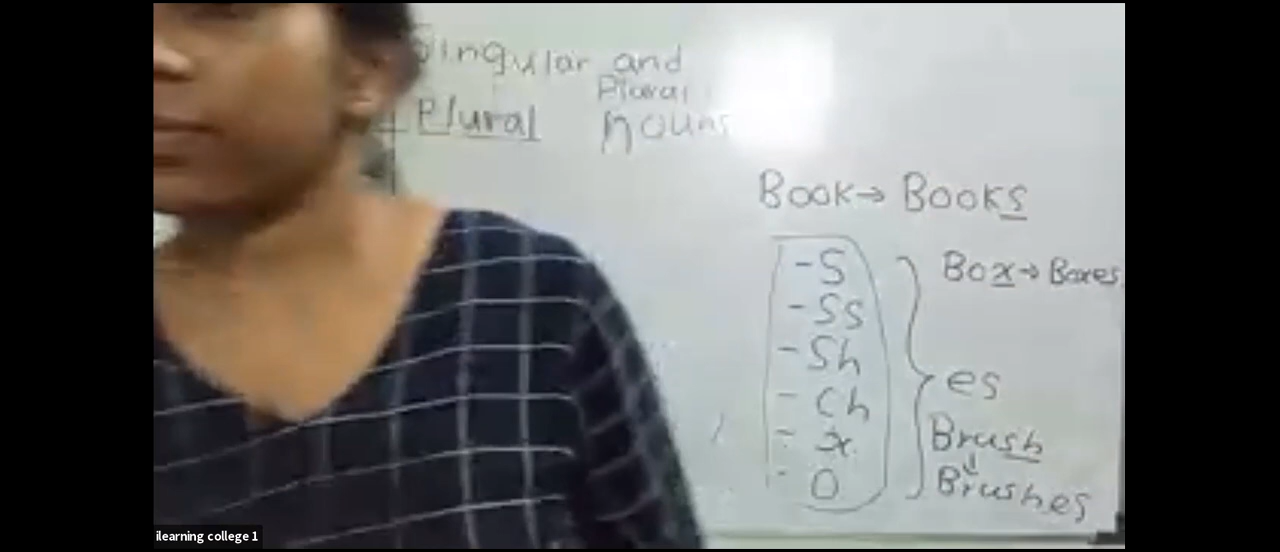 Singular and
Plural
Plural nouns
Book → Books
-S
-Ss
-Sh
-Ch
-x
-O
es
Box → Boxes
Brush
↓
Brushes
ilearning college 1